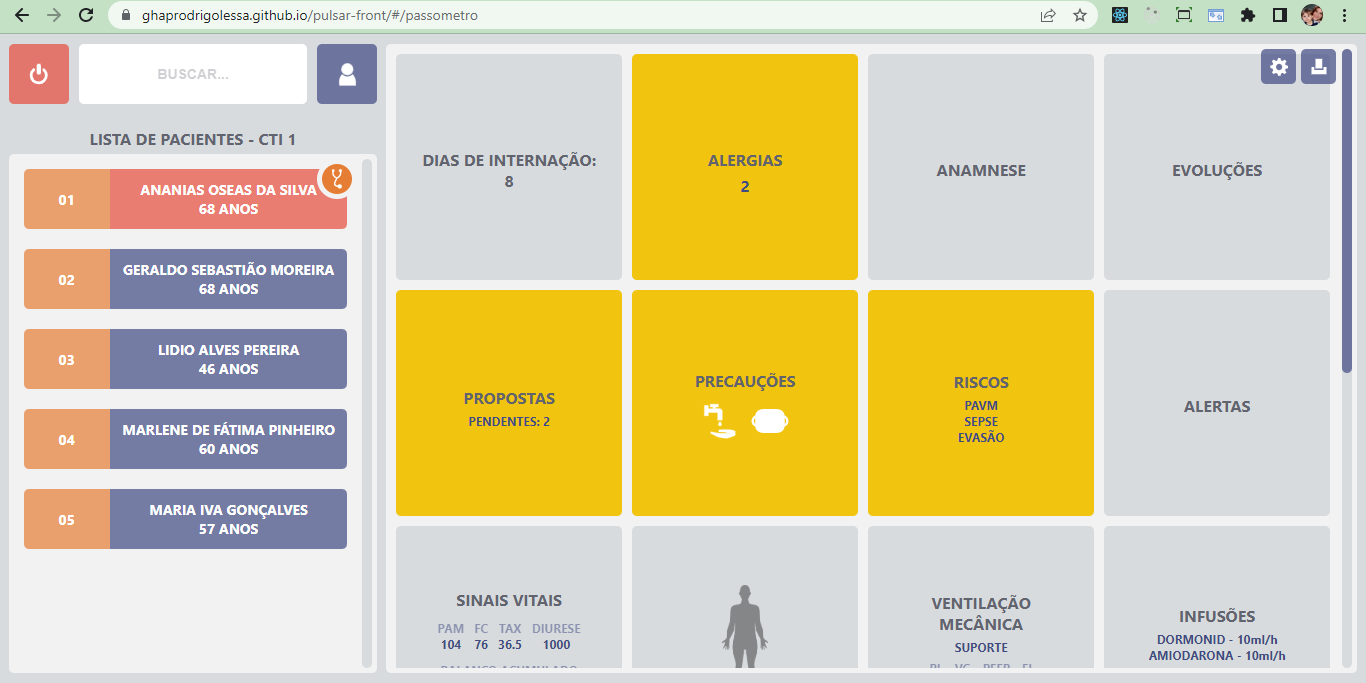 ghaprodrigolessa.github.io/pulsar-front/#/passometro
BUSCAR...
LISTA DE PACIENTES - CTI 1
01
ANANIAS OSEAS DA SILVA
68 ANOS
02
GERALDO SEBASTIÃO MOREIRA
68 ANOS
03
LIDIO ALVES PEREIRA
46 ANOS
04
MARLENE DE FÁTIMA PINHEIRO
60 ANOS
05
MARIA IVA GONÇALVES
57 ANOS
DIAS DE INTERNAÇÃO:
8
ALERGIAS
2
ANAMNESE
EVOLUÇÕES
PROPOSTAS
PENDENTES: 2
PRECAUÇÕES
RISCOS
PAVM
SEPSE
EVASÃO
ALERTAS
SINAIS VITAIS
PAM FC TAX DIURESE
104 76 36.5 1000
BALANÇO ACUMULADO
VENTILAÇÃO
MECÂNICA
SUPORTE
INFUSÕES
DORMONID - 10ml/h
AMIODARONA - 10ml/h